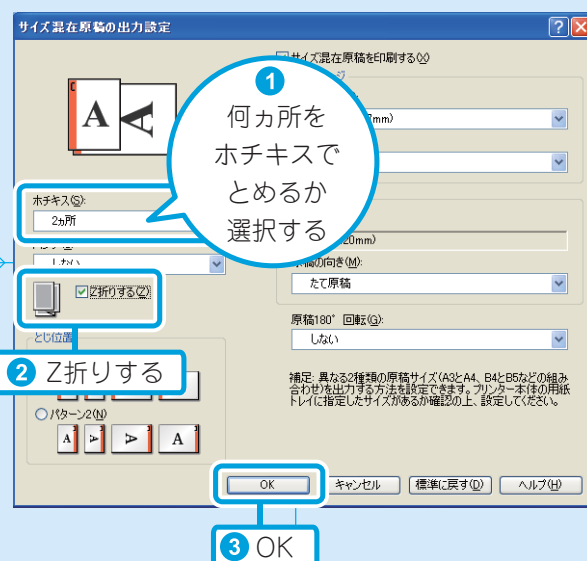 サイズ混在原稿の出力設定
サイズ混在原稿を印刷する(X)
1
何ヵ所を
ホチキスで
とめるか
選択する
mm)
A A
ホチキス(S):
2ヵ所
しない
20mm)
の向き(M):
たて原稿
Z折りする(Z)
原稿180° 回転(G):
しない
とじ位置
2 Z折りする
補足: 異なる2種類の原稿サイズ(A3とA4、B4とB5などの組み
合わせ)を出力する方法を設定できます。プリンター本体の用紙
トレイに指定したサイズがあるか確認の上、設定してください。
パターン2(N)
A A A A
OK
キャンセル
標準に戻す(D)
ヘルプ(H)
3 OK